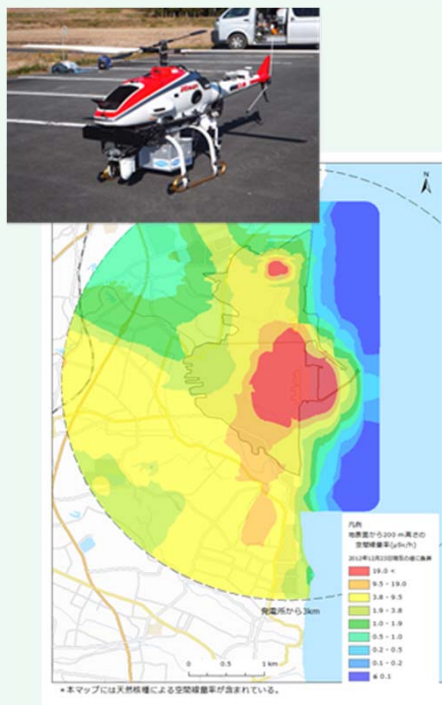 N
凡例
地表面から200 m高さの
空間線量率(μSv/h)
19.0 <
9.5 - 19.0
3.8 - 9.5
1.9 - 3.8
1.0 - 1.9
0.5 - 1.0
0.2 - 0.5
0.1 - 0.2
≤ 0.1
発電所から3km
0 0.5 1 km
*本マップには天然核種による空間線量率が含まれている。